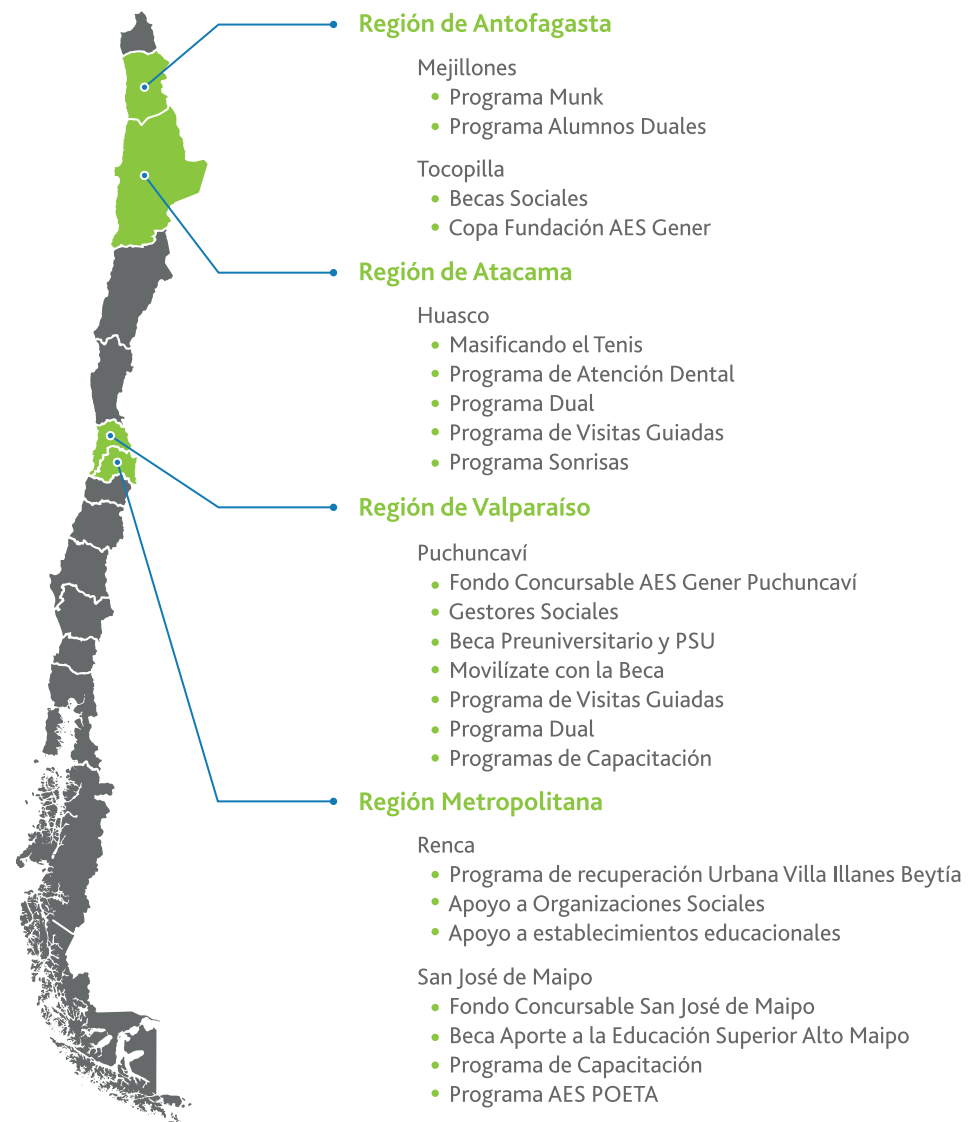 Región de Antofagasta
Mejillones
• Programa Munk
• Programa Alumnos Duales
Tocopilla
• Becas Sociales
• Copa Fundación AES Gener
Región de Atacama
Huasco
• Masificando el Tenis
• Programa de Atención Dental
• Programa Dual
• Programa de Visitas Guiadas
• Programa Sonrisas
Región de Valparaíso
Puchuncaví
• Fondo Concursable AES Gener Puchuncaví
• Gestores Sociales
• Beca Preuniversitario y PSU
• Movilízate con la Beca
• Programa de Visitas Guiadas
• Programa Dual
• Programas de Capacitación
Región Metropolitana
Renca
• Programa de recuperación Urbana Villa Illanes Beytía
• Apoyo a Organizaciones Sociales
• Apoyo a establecimientos educacionales
San José de Maipo
• Fondo Concursable San José de Maipo
• Beca Aporte a la Educación Superior Alto Maipo
• Programa de Capacitación
• Programa AES POETA